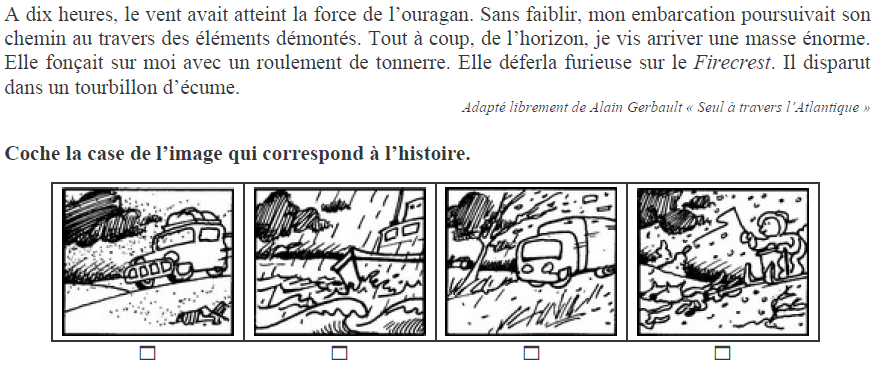 A dix heures, le vent avait atteint la force de l’ouragan. Sans faiblir, mon embarcation poursuivait son
chemin au travers des éléments démontés. Tout à coup, de l’horizon, je vis arriver une masse énorme.
Elle fonçait sur moi avec un roulement de tonnerre. Elle déferla furieuse sur le Firecrest. Il disparut
dans un tourbillon d’écume.
Adapté librement de Alain Gerbault « Seul à travers l’Atlantique »
Coche la case de l’image qui correspond à l’histoire.